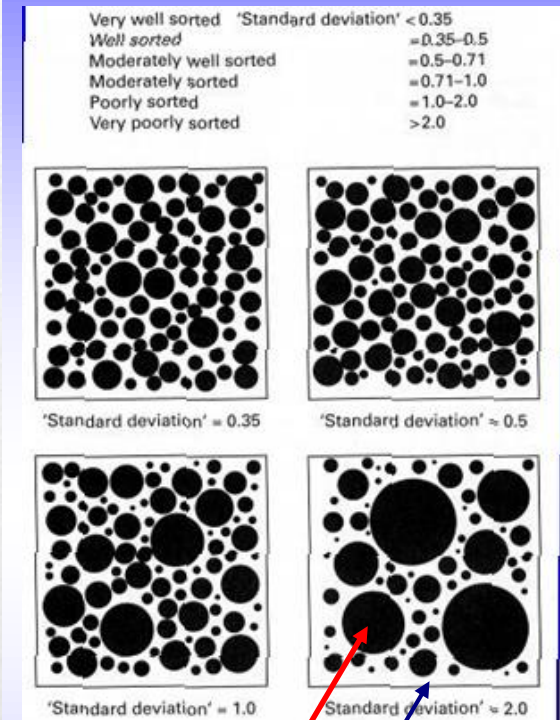 Very well sorted 'Standard deviation' < 0.35
Well sorted =0.35–0.5
Moderately well sorted =0.5–0.71
Moderately sorted =0.71–1.0
Poorly sorted =1.0–2.0
Very poorly sorted >2.0
'Standard deviation' = 0.35
'Standard deviation' ≈ 0.5
'Standard deviation' = 1.0
'Standard deviation' ≈ 2.0